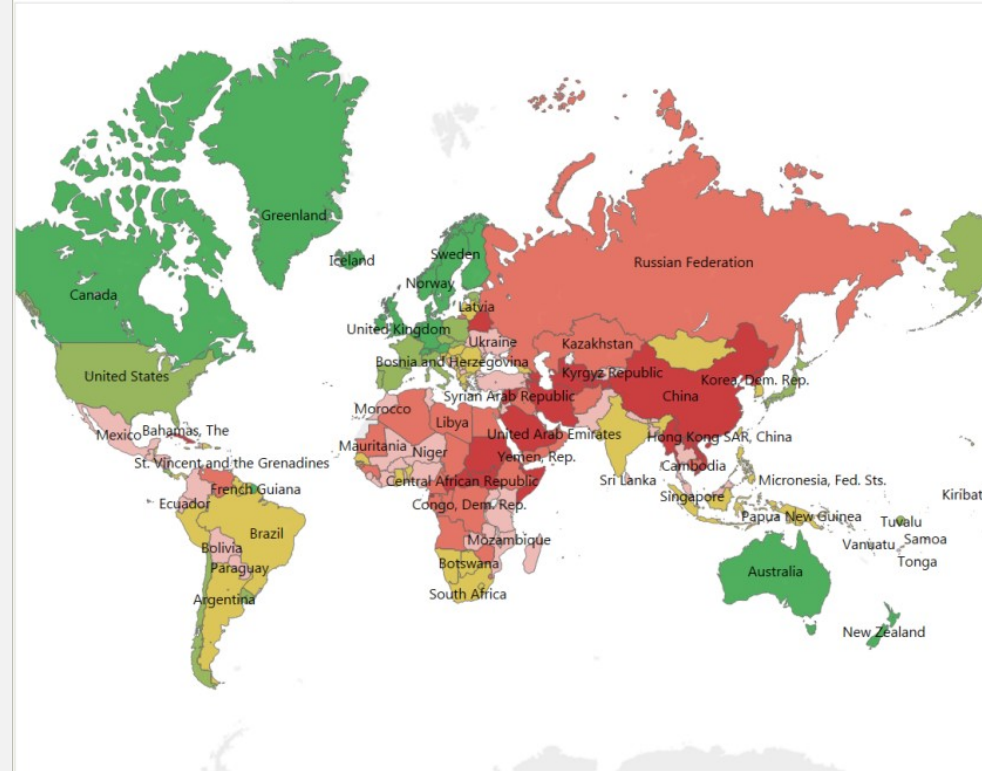 Greenland
Iceland
Sweden
Russian Federation
Norway
Canada
Latvia
United Kingdom
Ukraine
Kazakhstan
Bosnia and Herzegovina
Kyrgyz Republic
United States
Korea, Dem. Rep.
Syrian Arab Republic
China
Morocco
Libya
Mexico
Bahamas, The
United Arab Emirates
Hong Kong SAR, China
Mauritania
Niger
Yemen, Rep.
St. Vincent and the Grenadines
Cambodia
Central African Republic
Sri Lanka
Micronesia, Fed. Sts.
French Guiana
Singapore
Kiribat
Ecuador
Congo, Dem. Rep.
Papua New Guinea
Tuvalu
Brazil
Mozambique
Samoa
Vanuatu
Bolivia
Tonga
Botswana
Paraguay
Australia
South Africa
Argentina
New Zealand